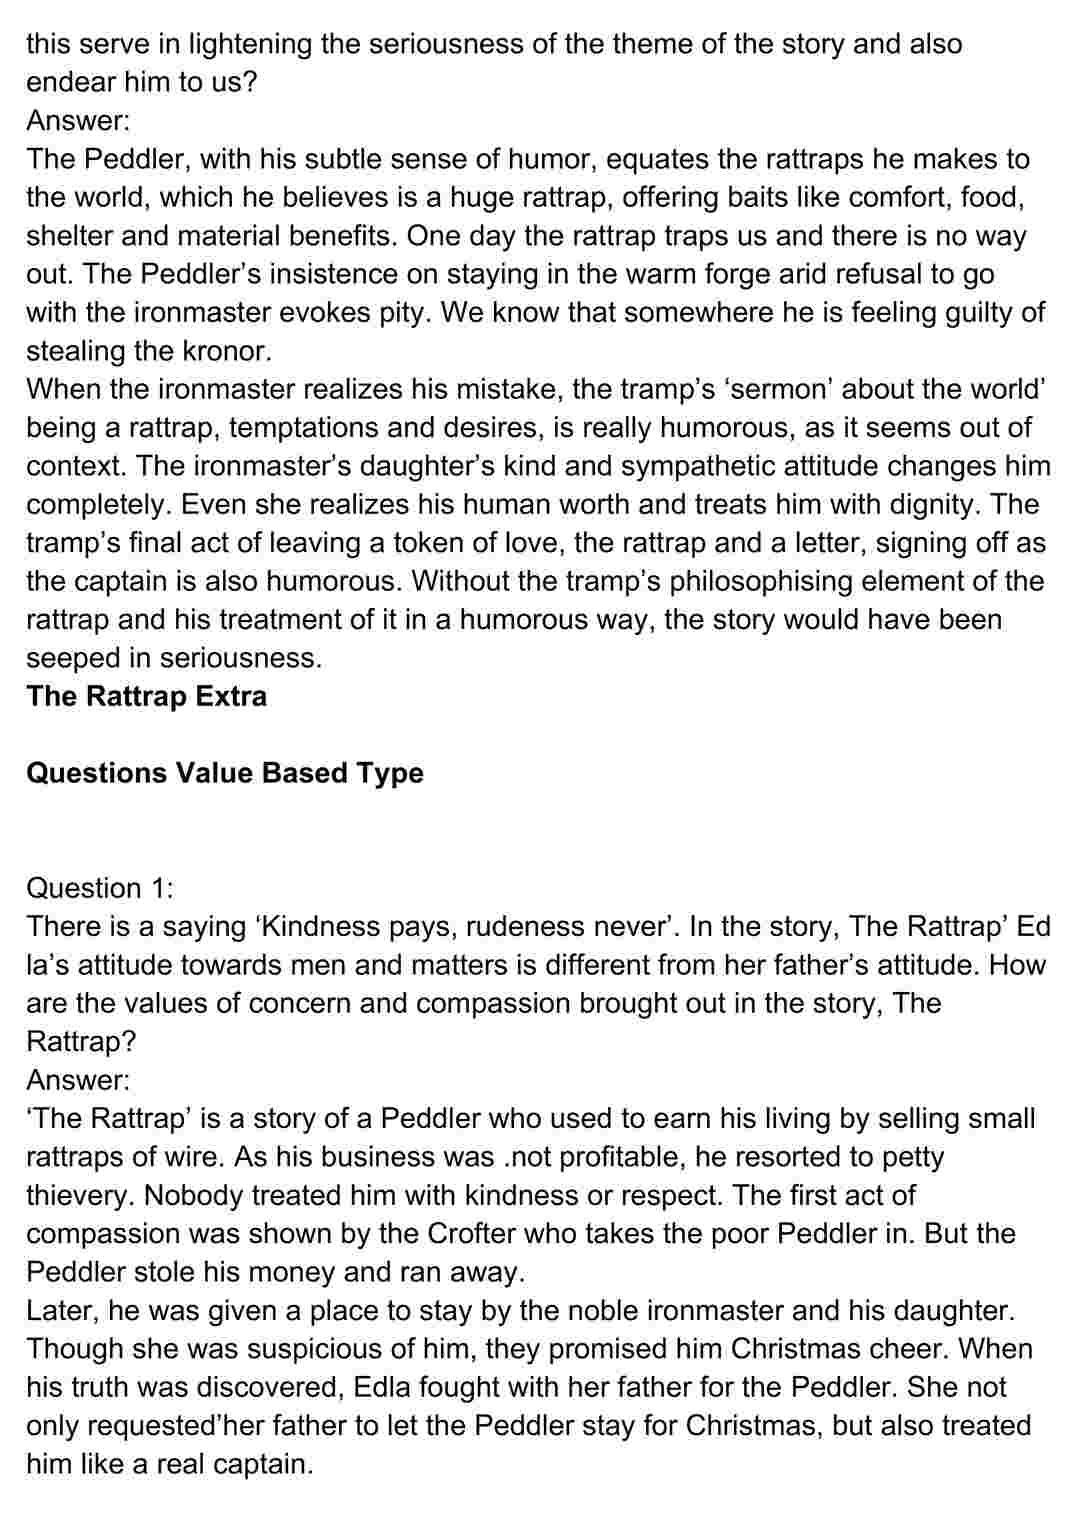 this serve in lightening the seriousness of the theme of the story and also
endear him to us?
Answer:
The Peddler, with his subtle sense of humor, equates the rattraps he makes to
the world, which he believes is a huge rattrap, offering baits like comfort, food,
shelter and material benefits. One day the rattrap traps us and there is no way
out. The Peddler’s insistence on staying in the warm forge arid refusal to go
with the ironmaster evokes pity. We know that somewhere he is feeling guilty of
stealing the kronor.
When the ironmaster realizes his mistake, the tramp’s ‘sermon’ about the world’
being a rattrap, temptations and desires, is really humorous, as it seems out of
context. The ironmaster’s daughter’s kind and sympathetic attitude changes him
completely. Even she realizes his human worth and treats him with dignity. The
tramp’s final act of leaving a token of love, the rattrap and a letter, signing off as
the captain is also humorous. Without the tramp’s philosophising element of the
rattrap and his treatment of it in a humorous way, the story would have been
seeped in seriousness.
The Rattrap Extra
Questions Value Based Type
Question 1:
There is a saying ‘Kindness pays, rudeness never’. In the story, The Rattrap’ Ed
la’s attitude towards men and matters is different from her father’s attitude. How
are the values of concern and compassion brought out in the story, The
Rattrap?
Answer:
‘The Rattrap’ is a story of a Peddler who used to earn his living by selling small
rattraps of wire. As his business was .not profitable, he resorted to petty
thievery. Nobody treated him with kindness or respect. The first act of
compassion was shown by the Crofter who takes the poor Peddler in. But the
Peddler stole his money and ran away.
Later, he was given a place to stay by the noble ironmaster and his daughter.
Though she was suspicious of him, they promised him Christmas cheer. When
his truth was discovered, Edla fought with her father for the Peddler. She not
only requested’her father to let the Peddler stay for Christmas, but also treated
him like a real captain.